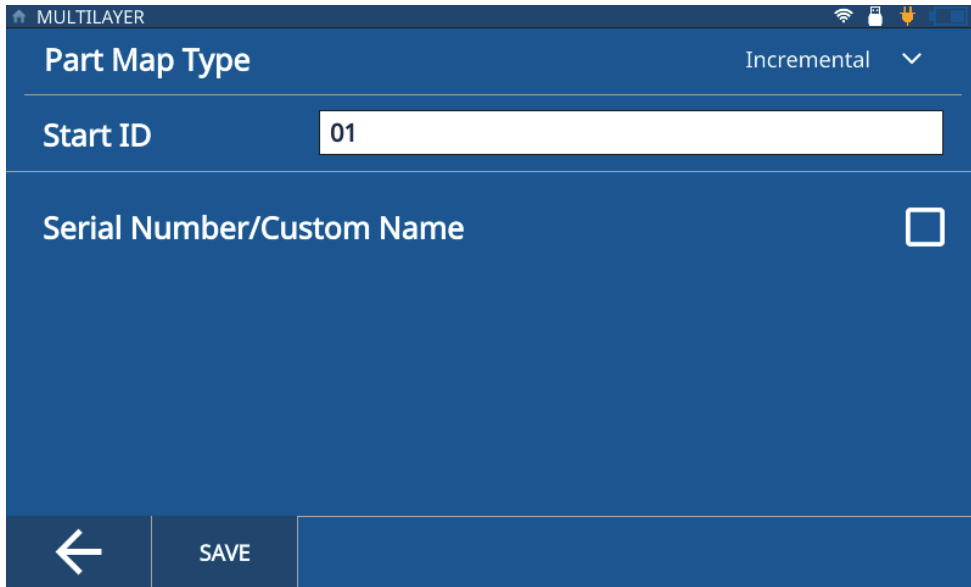 MULTILAYER
Part Map Type
Incremental
Start ID
01
Serial Number/Custom Name
SAVE